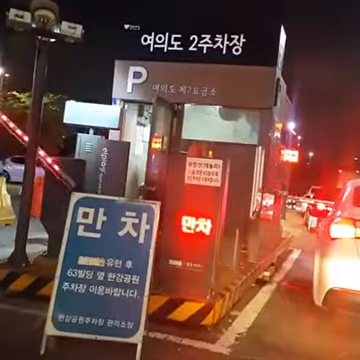 여의도 2주차장
P 여의도 제2요금소
만차
만 차
유턴 후
63빌딩 옆 한강공원
주차장 이용바랍니다.
한강공원주차장 관리소장